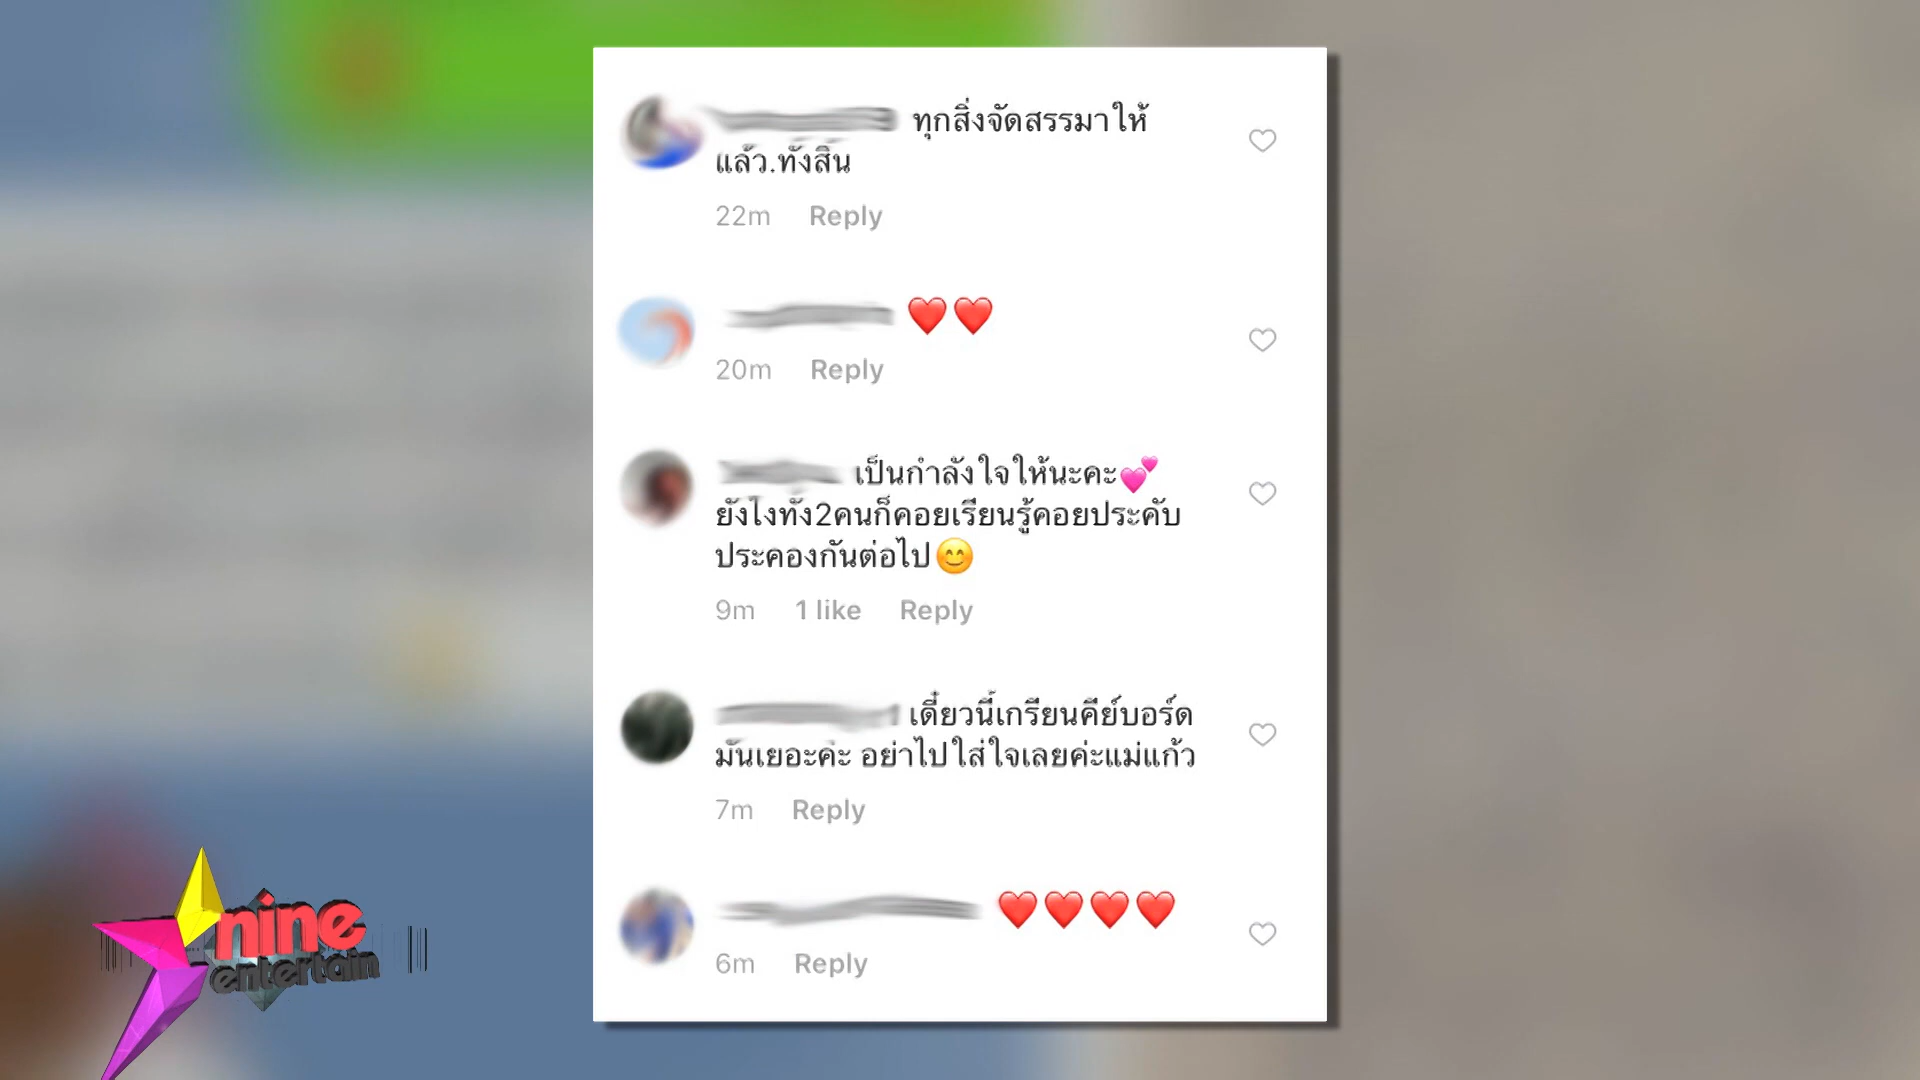 ทุกสิ่งจัดสรรมาให้
แล้ว.ทั้งสิ้น
22m Reply
❤️❤️
20m Reply
เป็นกำลังใจให้นะคะ💕
ยังไงทั้ง2คนก็คอยเรียนรู้คอยประคับ
ประคองกันต่อไป😊
9m 1 like Reply
เดี๋ยวนี้เกรียนคีย์บอร์ด
มันเยอะค่ะ อย่าไปใส่ใจเลยค่ะแม่แก้ว
7m Reply
❤️❤️❤️❤️
6m Reply
nine
entertain